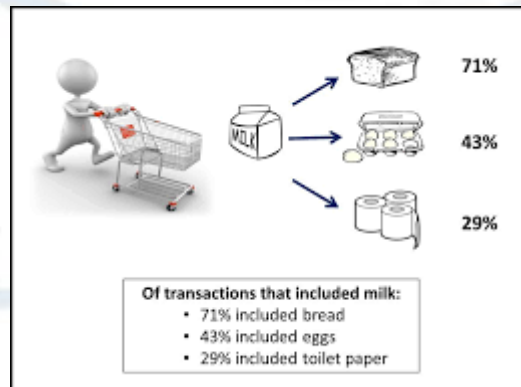 71%
MILK
43%
29%
Of transactions that included milk:
• 71% included bread
• 43% included eggs
• 29% included toilet paper